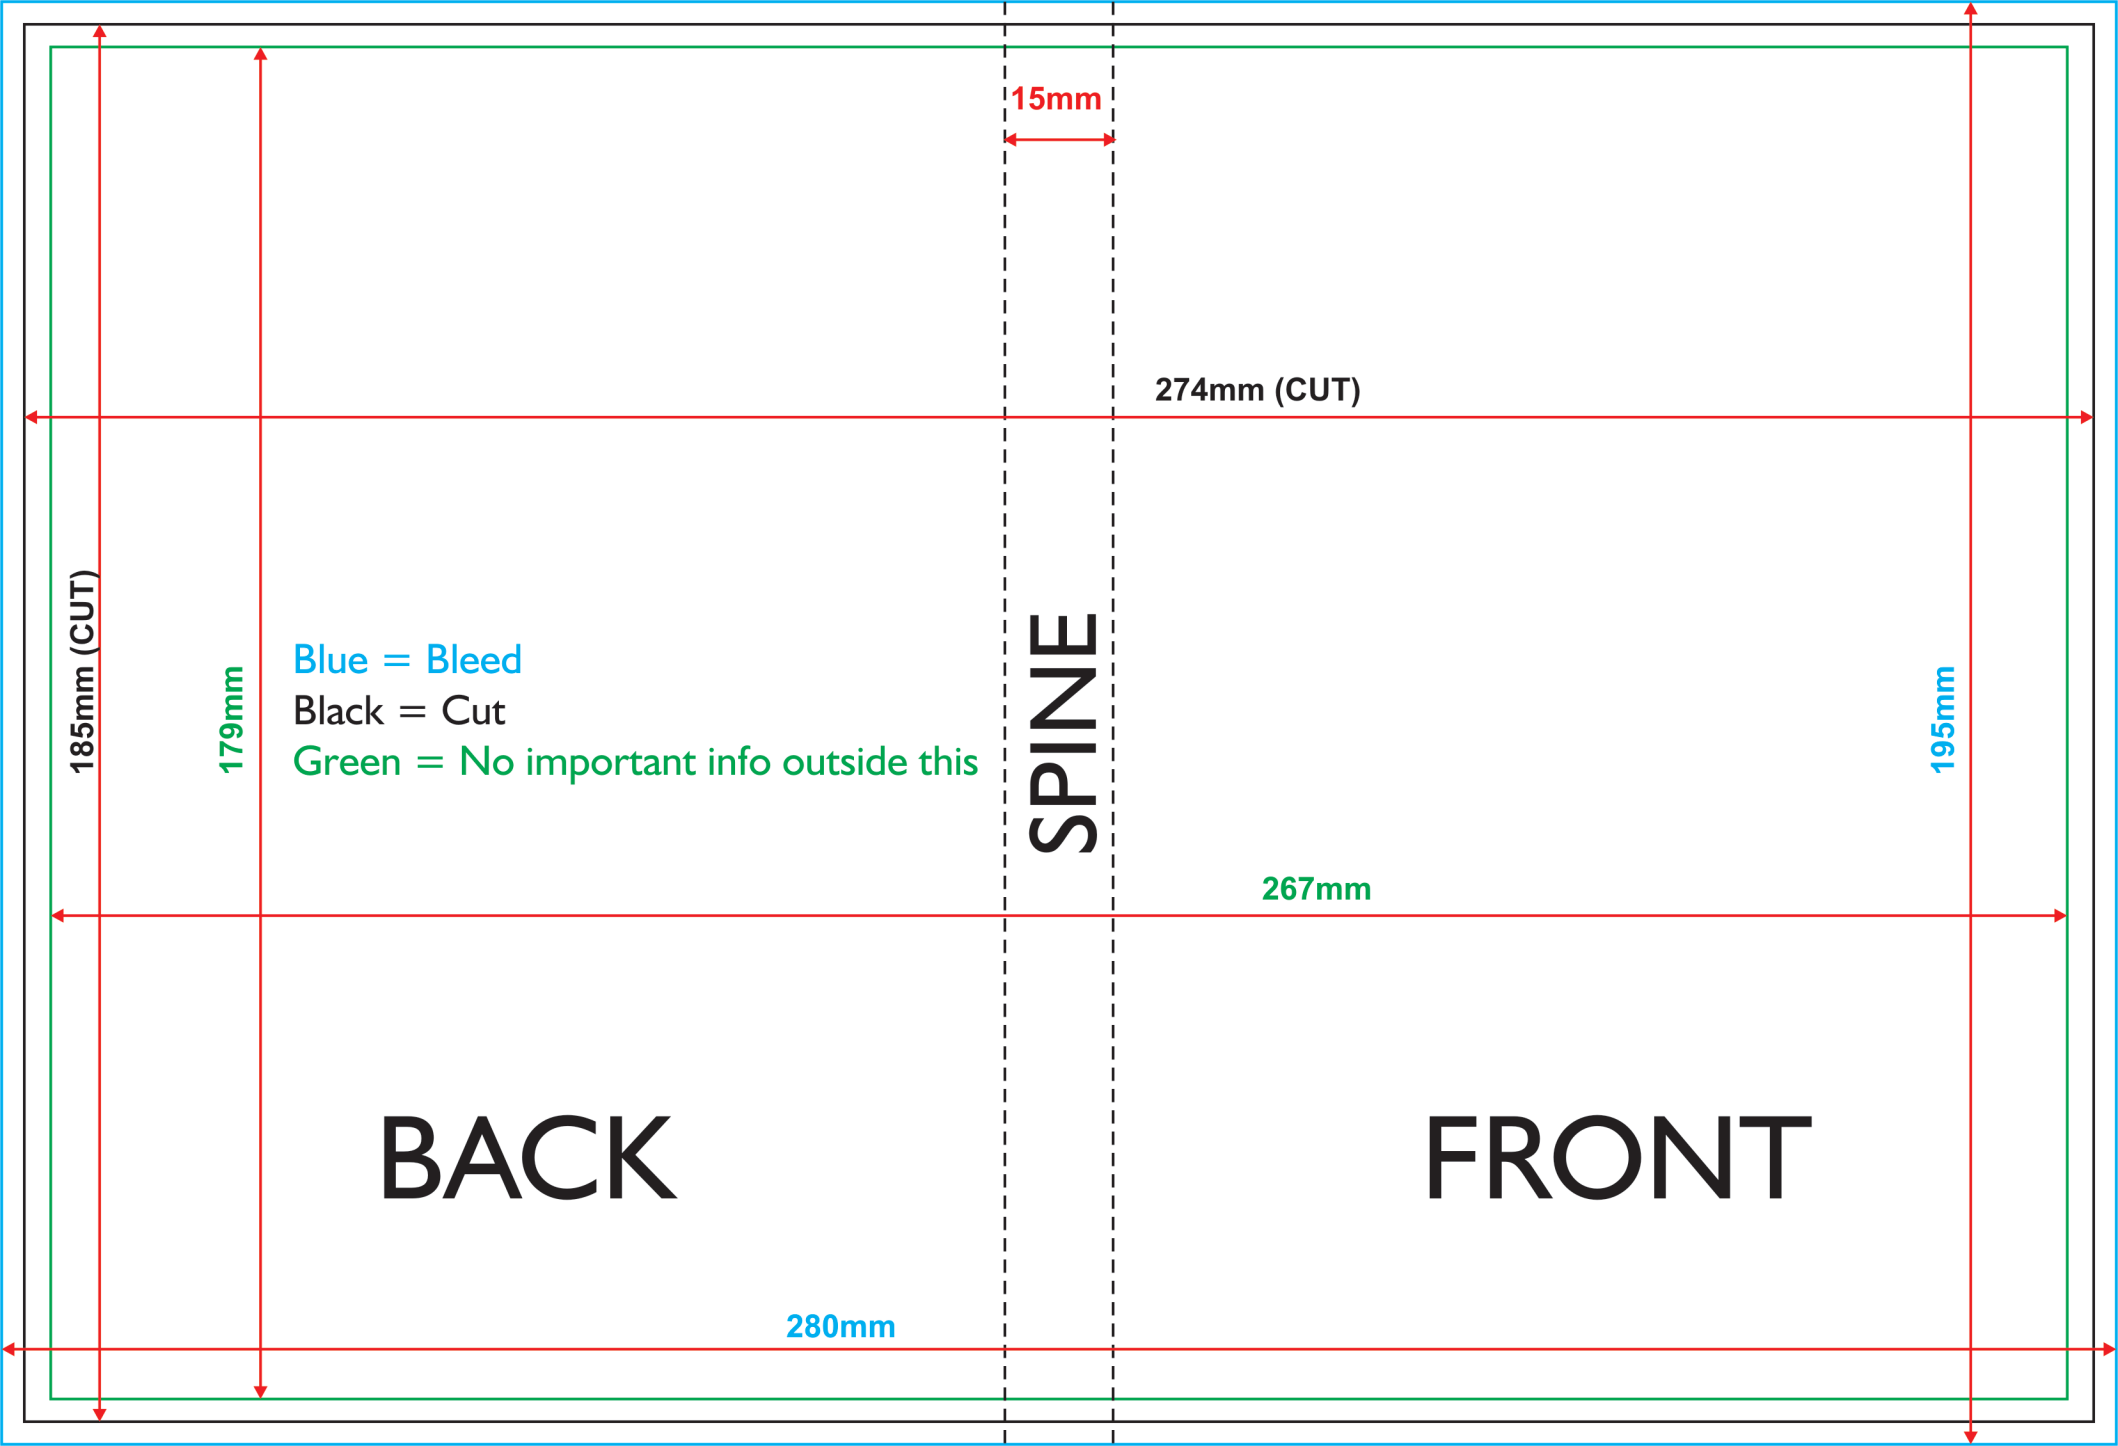 15mm
274mm (CUT)
185mm (CUT)
179mm
Blue = Bleed
Black = Cut
Green = No important info outside this
SPINE
195mm
267mm
BACK
FRONT
280mm